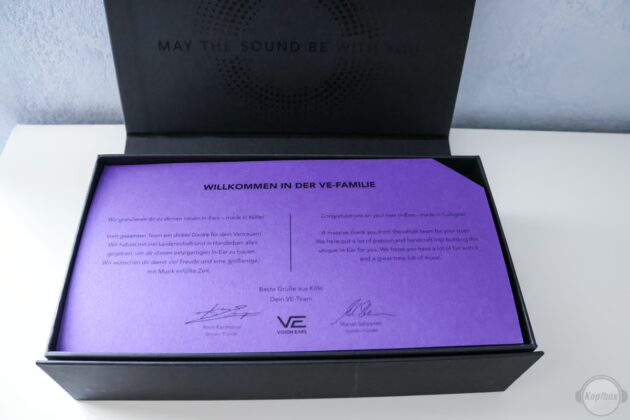 MAY THE SOUND BE WITH YOU
WILLKOMMEN IN DER VE-FAMILIE
Wir gratulieren dir zu deinen neuen In-Ears – made in Köln!
Vom gesamten Team ein dickes Danke für dein Vertrauen!
Wir haben mit viel Leidenschaft und in Handarbeit alles
gegeben, um dir diesen einzigartigen In-Ear zu bauen.
Wir wünschen dir damit viel Freude und eine großartige,
mit Musik erfüllte Zeit.
Congratulations on your new In-Ears – made in Cologne!
A massive thank you from the whole team for your trust!
We have put a lot of passion and handcraft into building this
unique In-Ear for you. We hope you have a lot of fun with it
and a great time full of music.
Beste Grüße aus Köln
Dein VE-Team
VE
VISION EARS
Marcel
Kopfbox